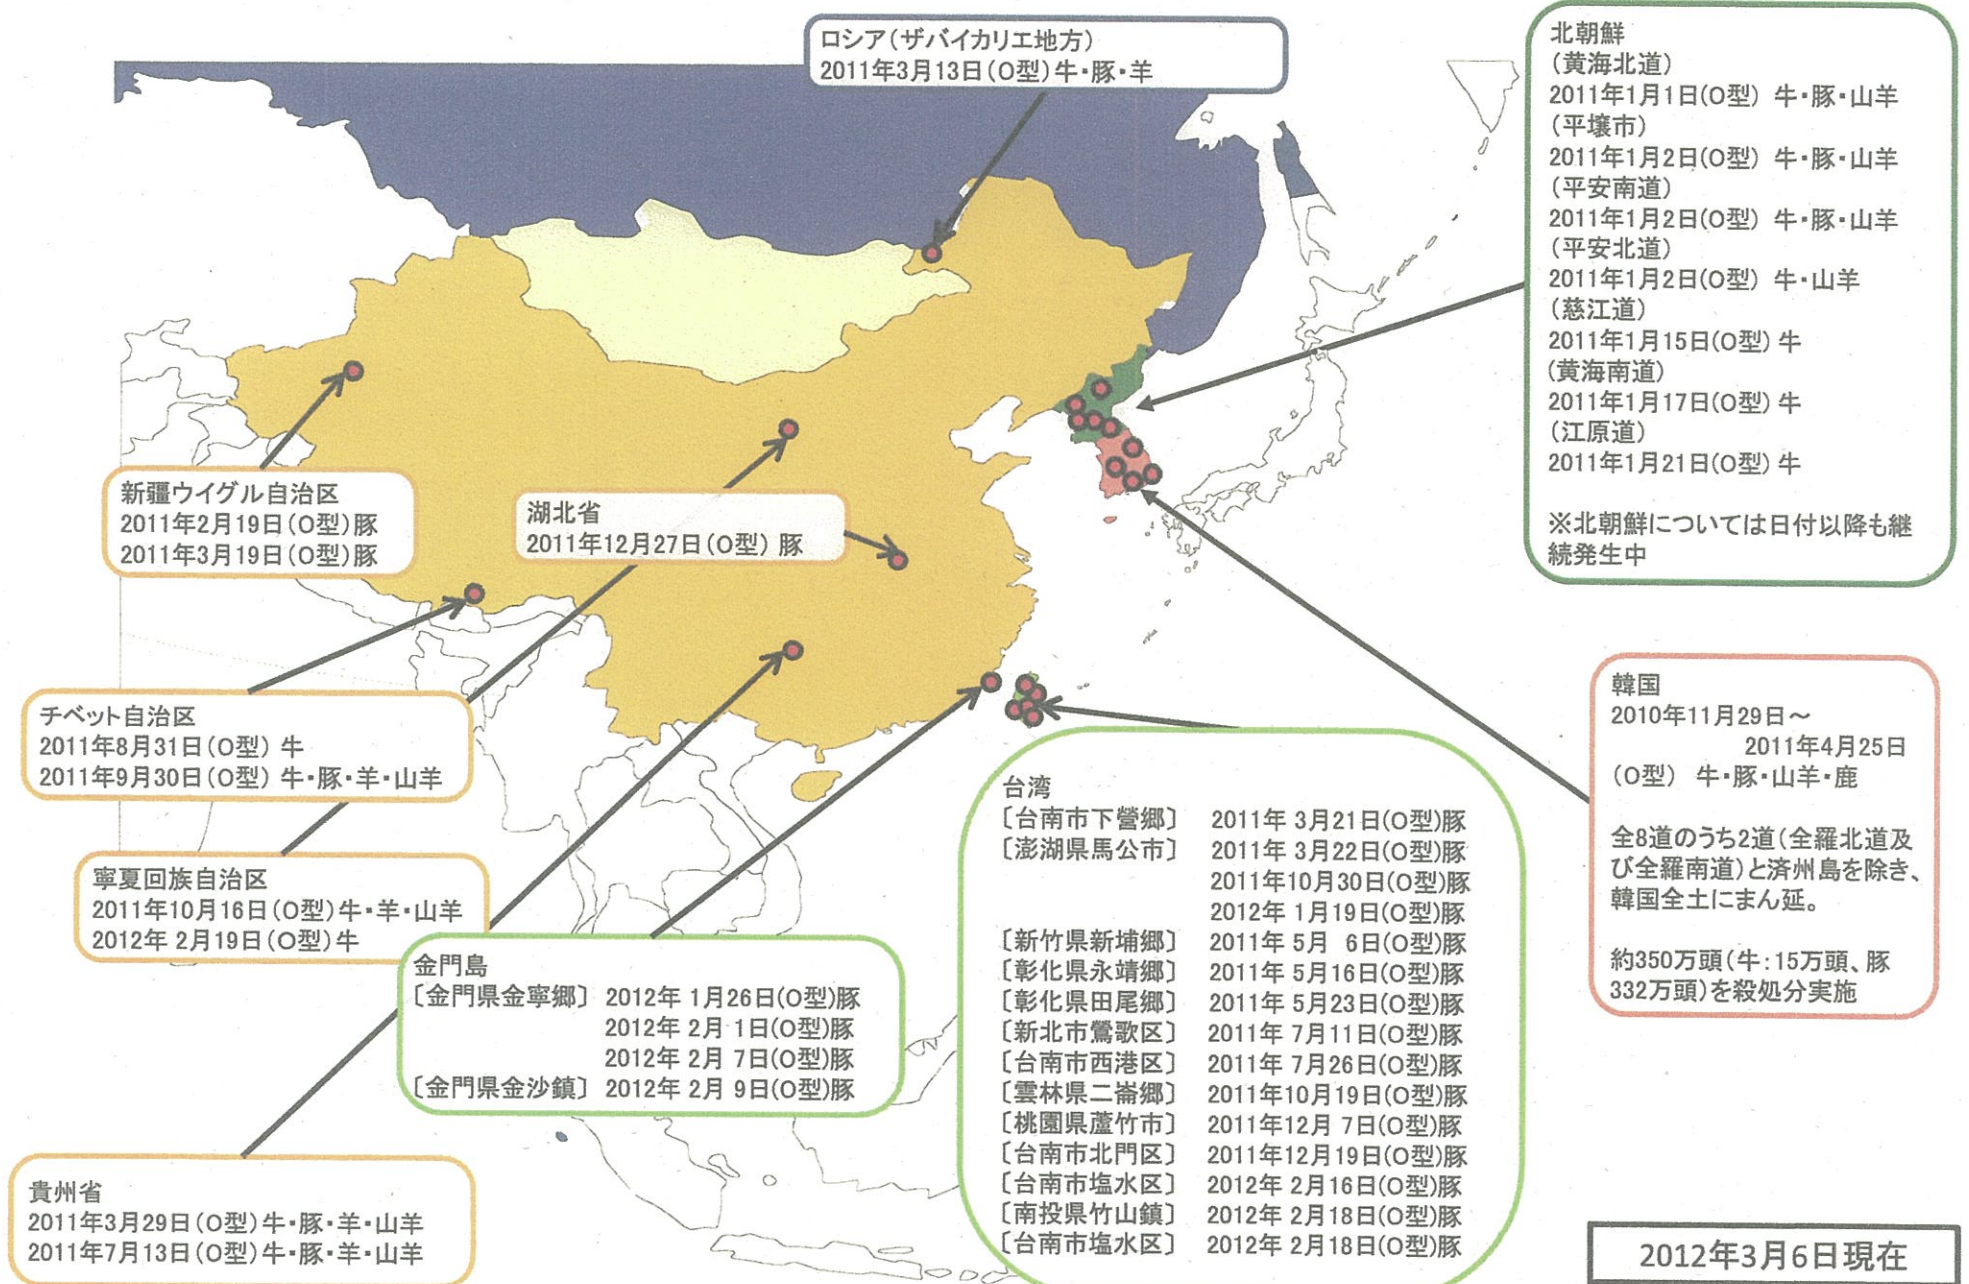 ロシア(ザバイカリエ地方)
2011年3月13日(O型)牛・豚・羊
北朝鮮
(黄海北道)
2011年1月1日(O型) 牛・豚・山羊
(平壌市)
2011年1月2日(O型) 牛・豚・山羊
(平安南道)
2011年1月2日(O型) 牛・豚・山羊
(平安北道)
2011年1月2日(O型) 牛・山羊
(慈江道)
2011年1月15日(O型) 牛
(黄海南道)
2011年1月17日(O型) 牛
(江原道)
2011年1月21日(O型) 牛
※北朝鮮については日付以降も継
続発生中
新疆ウイグル自治区
2011年2月19日(O型)豚
2011年3月19日(O型)豚
湖北省
2011年12月27日(O型) 豚
チベット自治区
2011年8月31日(O型) 牛
2011年9月30日(O型) 牛・豚・羊・山羊
寧夏回族自治区
2011年10月16日(O型)牛・羊・山羊
2012年 2月19日(O型)牛
金門島
〔金門県金寧郷〕 2012年 1月26日(O型)豚
2012年 2月 1日(O型)豚
2012年 2月 7日(O型)豚
〔金門県金沙鎮〕 2012年 2月 9日(O型)豚
貴州省
2011年3月29日(O型)牛・豚・羊・山羊
2011年7月13日(O型)牛・豚・羊・山羊
台湾
〔台南市下營郷〕 2011年 3月21日(O型)豚
〔澎湖県馬公市〕 2011年 3月22日(O型)豚
2011年10月30日(O型)豚
2012年 1月19日(O型)豚
〔新竹県新埔郷〕 2011年 5月 6日(O型)豚
〔彰化県永靖郷〕 2011年 5月16日(O型)豚
〔彰化県田尾郷〕 2011年 5月23日(O型)豚
〔新北市鶯歌区〕 2011年 7月11日(O型)豚
〔台南市西港区〕 2011年 7月26日(O型)豚
〔雲林県二崙郷〕 2011年10月19日(O型)豚
〔桃園県蘆竹市〕 2011年12月 7日(O型)豚
〔台南市北門区〕 2011年12月19日(O型)豚
〔台南市塩水区〕 2012年 2月16日(O型)豚
〔南投県竹山鎮〕 2012年 2月18日(O型)豚
〔台南市塩水区〕 2012年 2月18日(O型)豚
韓国
2010年11月29日～
2011年4月25日
(O型) 牛・豚・山羊・鹿
全8道のうち2道(全羅北道及
び全羅南道)と済州島を除き、
韓国全土にまん延。
約350万頭(牛:15万頭、豚
332万頭)を殺処分実施
2012年3月6日現在